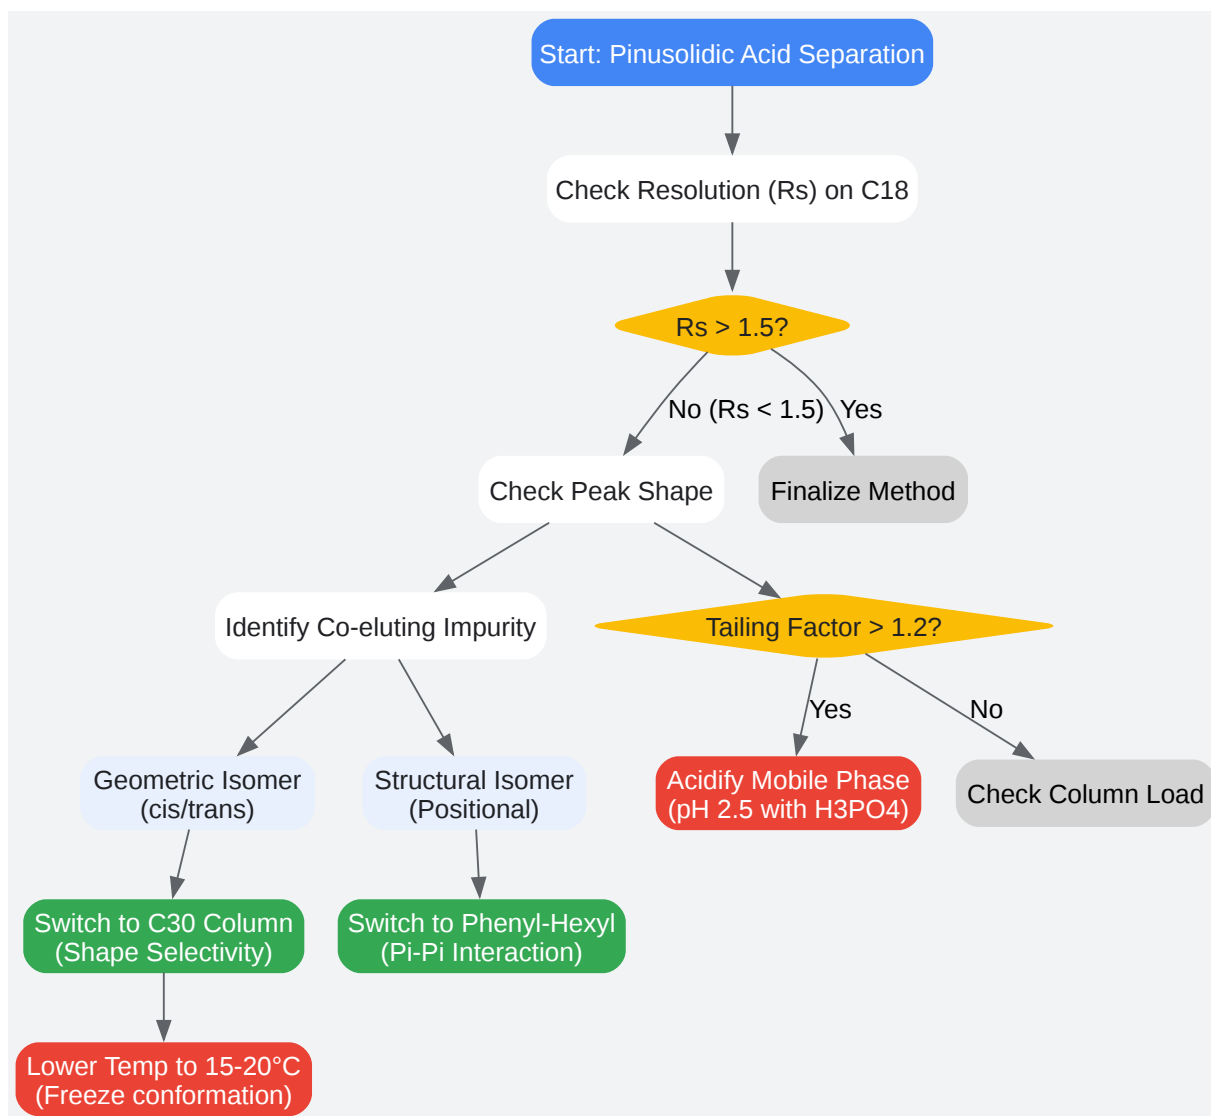 Start: Pinusolidic Acid Separation
Check Resolution (Rs) on C18
Rs > 1.5?
No (Rs < 1.5)
Yes
Check Peak Shape
Finalize Method
Identify Co-eluting Impurity
Tailing Factor > 1.2?
Yes
No
Geometric Isomer
(cis/trans)
Structural Isomer
(Positional)
Acidify Mobile Phase
(pH 2.5 with H3PO4)
Check Column Load
Switch to C30 Column
(Shape Selectivity)
Switch to Phenyl-Hexyl
(Pi-Pi Interaction)
Lower Temp to 15-20°C
(Freeze conformation)